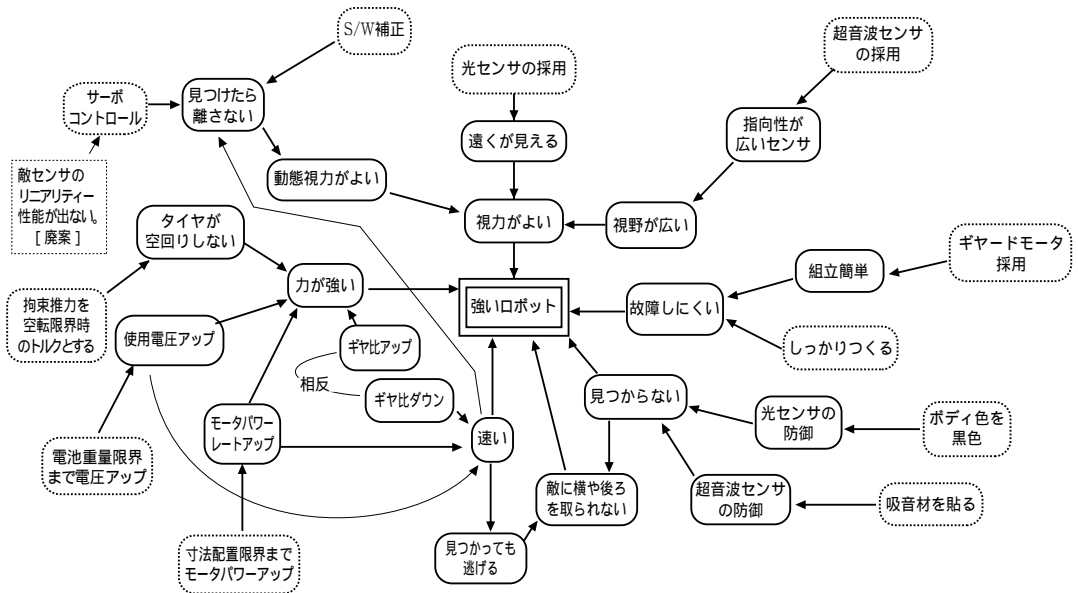 S/W補正
超音波センサ
の採用
光センサの採用
サーボ
コントロール
見つけたら
離さない
指向性が
広いセンサ
遠くが見える
敵センサの
リニアリティー
性能が出ない。
[ 廃案 ]
動態視力がよい
視力がよい
視野が広い
タイヤが
空回りしない
ギヤードモータ
採用
組立簡単
力が強い
強いロボット
故障しにくい
拘束推力を
空転限界時
のトルクとする
使用電圧アップ
ギヤ比アップ
しっかりつくる
相反
ギヤ比ダウン
見つからない
モータパワー
レートアップ
速い
光センサの
防御
ボディ色を
黒色
電池重量限界
まで電圧アップ
敵に横や後ろ
を取られない
超音波センサ
の防御
吸音材を貼る
寸法配置限界まで
モータパワーアップ
見つかっても
逃げる